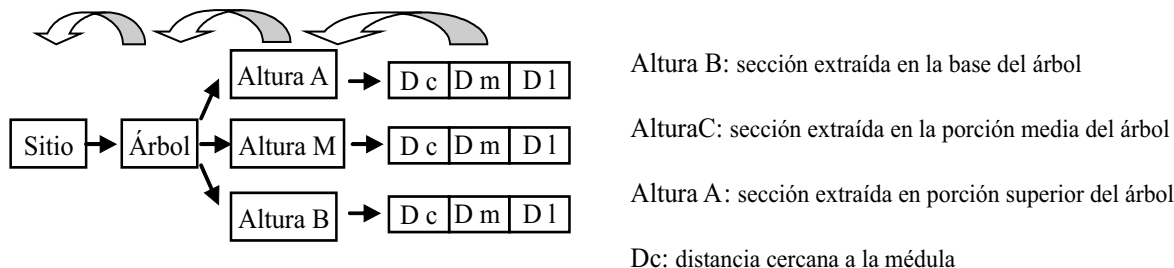 Altura A
D c D m D l
Sitio
Árbol
Altura M
D c D m D l
Altura B
D c D m D l
Altura B: sección extraída en la base del árbol
AlturaC: sección extraída en la porción media del árbol
Altura A: sección extraída en porción superior del árbol
Dc: distancia cercana a la médula